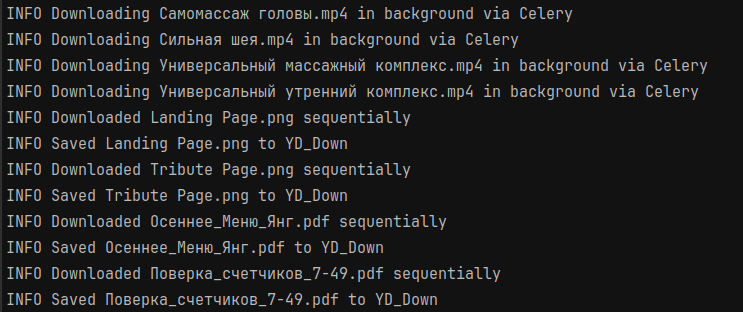 INFO Downloading Самомассаж головы.mp4 in background via Celery
INFO Downloading Сильная шея.mp4 in background via Celery
INFO Downloading Универсальный массажный комплекс.mp4 in background via Celery
INFO Downloading Универсальный утренний комплекс.mp4 in background via Celery
INFO Downloaded Landing Page.png sequentially
INFO Saved Landing Page.png to YD_Down
INFO Downloaded Tribute Page.png sequentially
INFO Saved Tribute Page.png to YD_Down
INFO Downloaded Осеннее_Меню_Янг.pdf sequentially
INFO Saved Осеннее_Меню_Янг.pdf to YD_Down
INFO Downloaded Поверка_счетчиков_7-49.pdf sequentially
INFO Saved Поверка_счетчиков_7-49.pdf to YD_Down